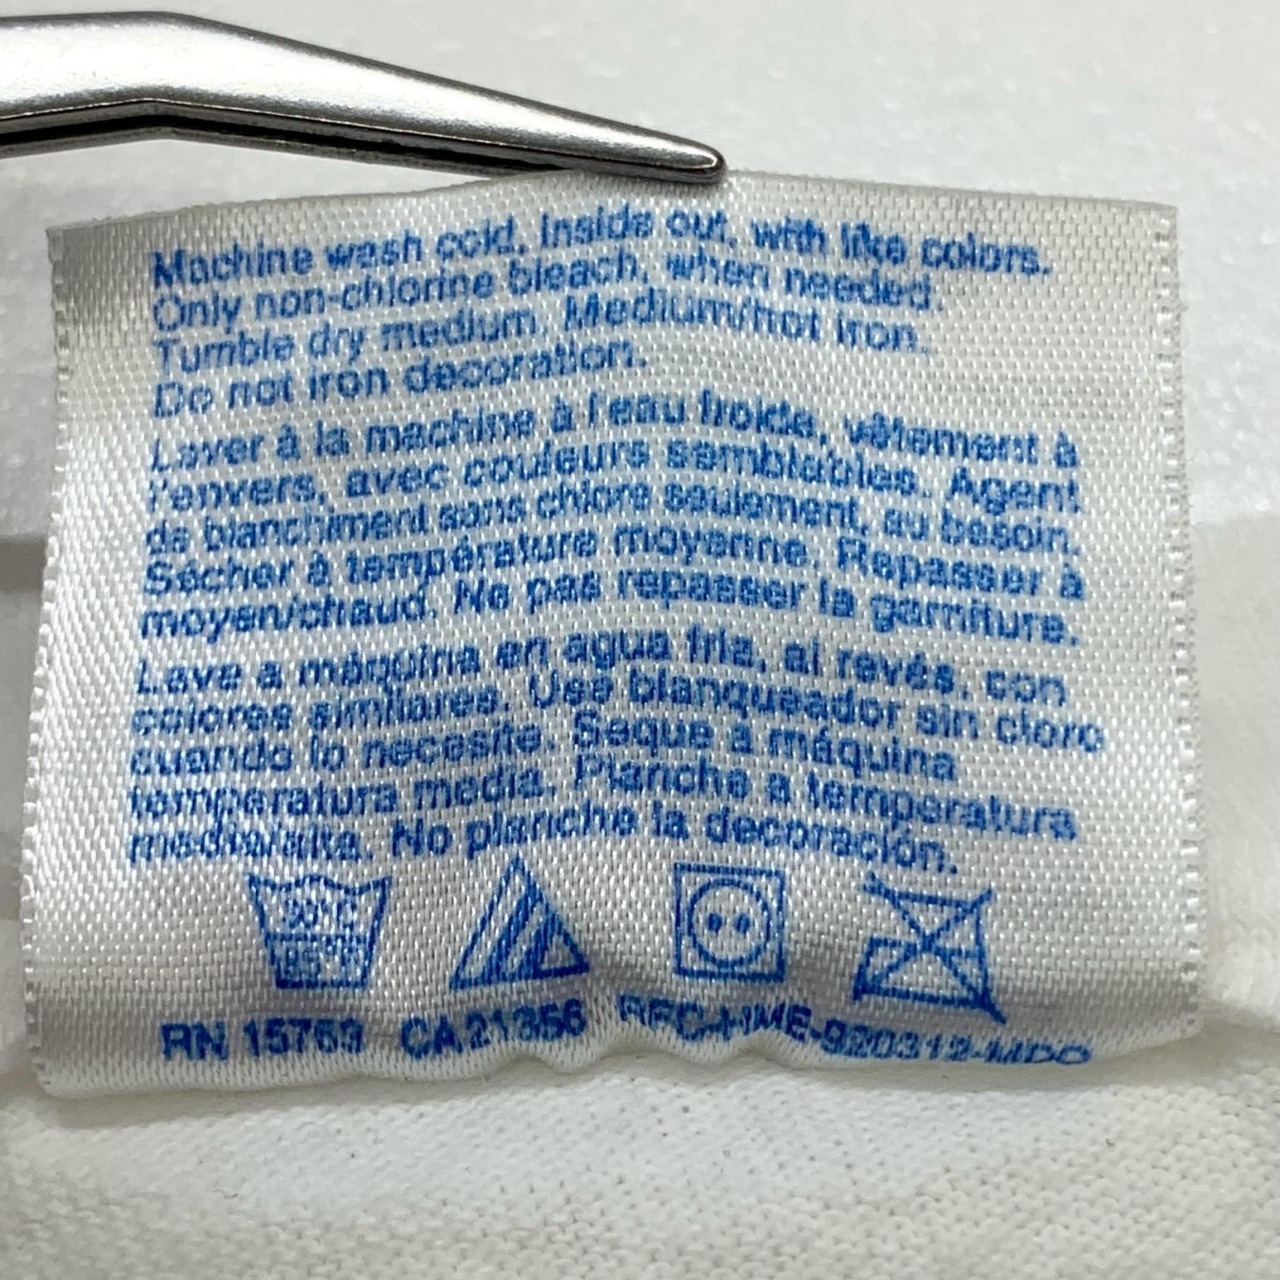 Machine wash cold, inside out, with like colors.
Only non-chlorine bleach, when needed.
Tumble dry medium. Medium/hot iron.
Do not iron decoration.
Laver à la machine à l'eau froide, vêtement à
l'envers, avec couleurs semblables. Agent
de blanchiment sans chlore seulement, au besoin.
Sécher à température moyenne. Repasser à
moyen/chaud. Ne pas repasser la garniture.
Lave a máquina en agua fría, al revés, con
colores similares. Use blanqueador sin cloro
cuando lo necesite. Seque a máquina
temperatura media. Planche a temperatura
media/alta. No planche la decoración.
RN 15763 CA 21356